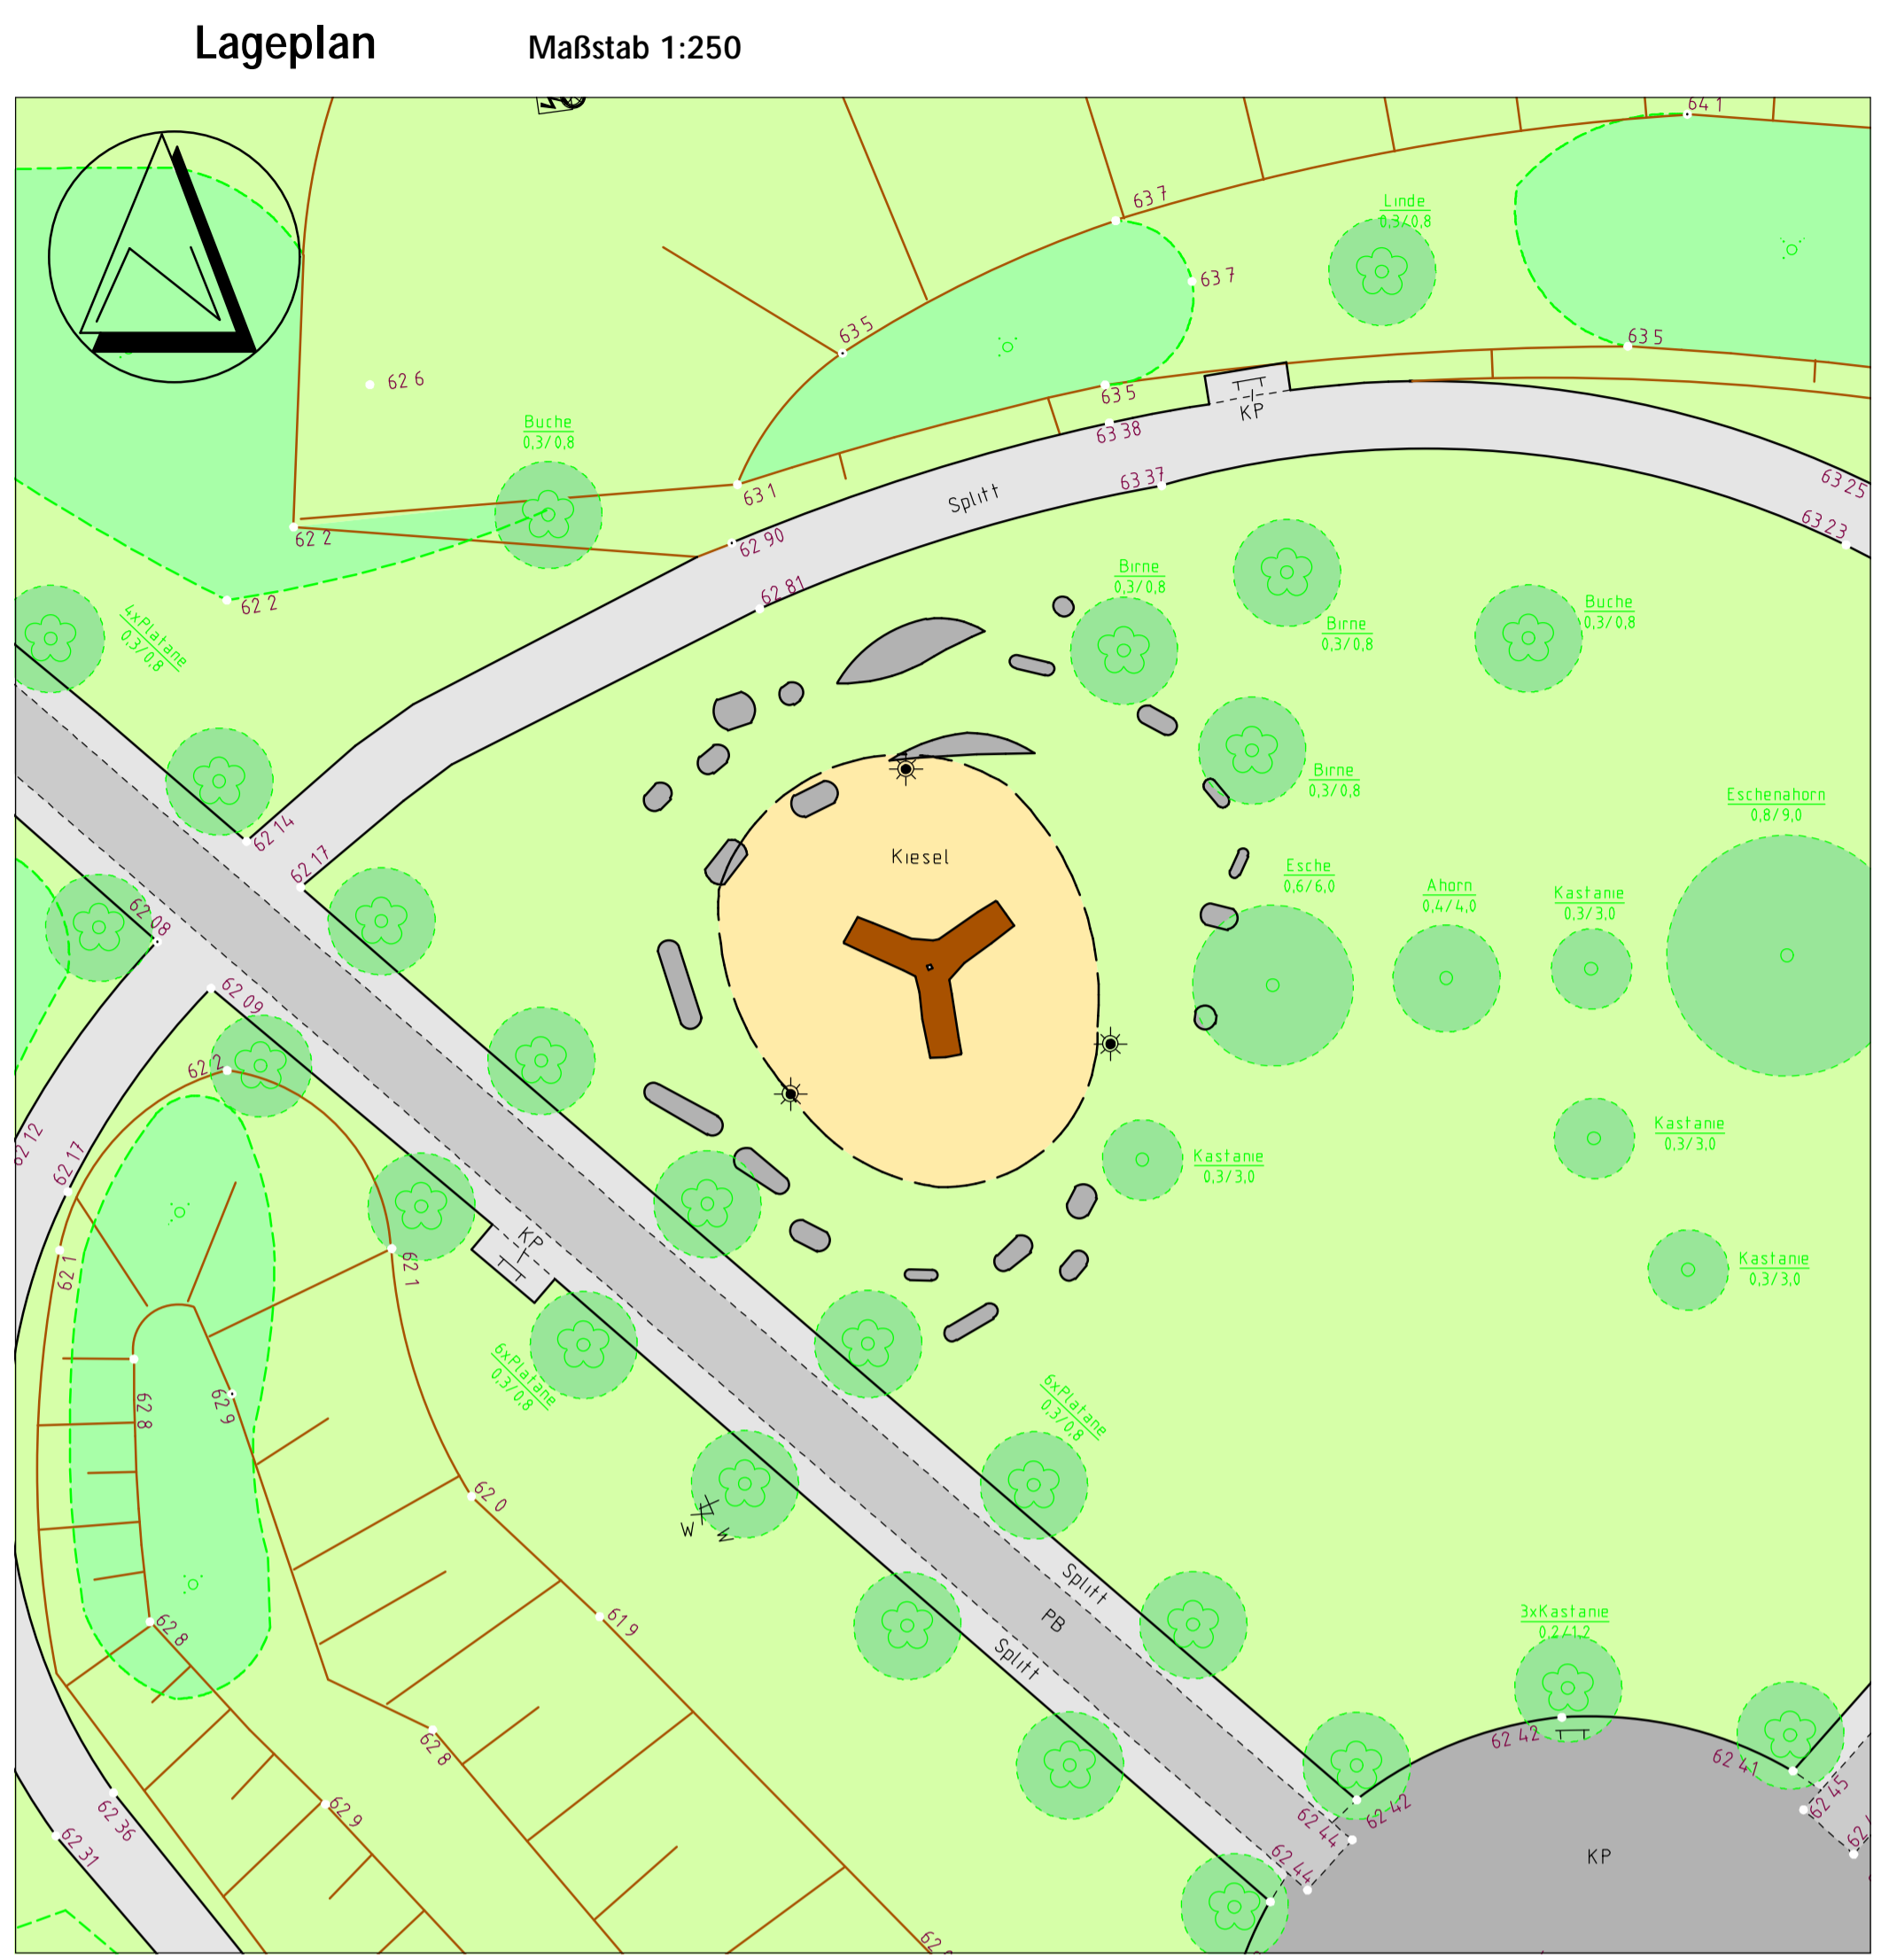 Lageplan
Maßstab 1:250
64 1
63 7
Linde
0,3/0,8
63 7
63 5
63 5
62 6
63 5
KP
Buche
0,3/0,8
63 38
63 1
63 37
Splitt
63 25
63 23
62 2
62 90
62 81
62 2
4xPlatane
0,3/0,8
Birne
0,3/0,8
Birne
0,3/0,8
Buche
0,3/0,8
Birne
0,3/0,8
Eschenahorn
0,8/9,0
62 14
62 17
Kiesel
Esche
0,6/6,0
Ahorn
0,4/4,0
Kastanie
0,3/3,0
62 08
62 09
62 2
62 12
62 17
Kastanie
0,3/3,0
Kastanie
0,3/3,0
62 1
62 1
KP
Kastanie
0,3/3,0
6xPlatane
0,3/0,8
6xPlatane
0,3/0,8
62 8
62 9
62 0
W
W
Splitt
PB
Splitt
61 9
62 8
3xKastanie
0,2/1,2
62 8
62 42
62 41
62 45
62 42
62 44
62 44
62 9
62 36
62 31
KP